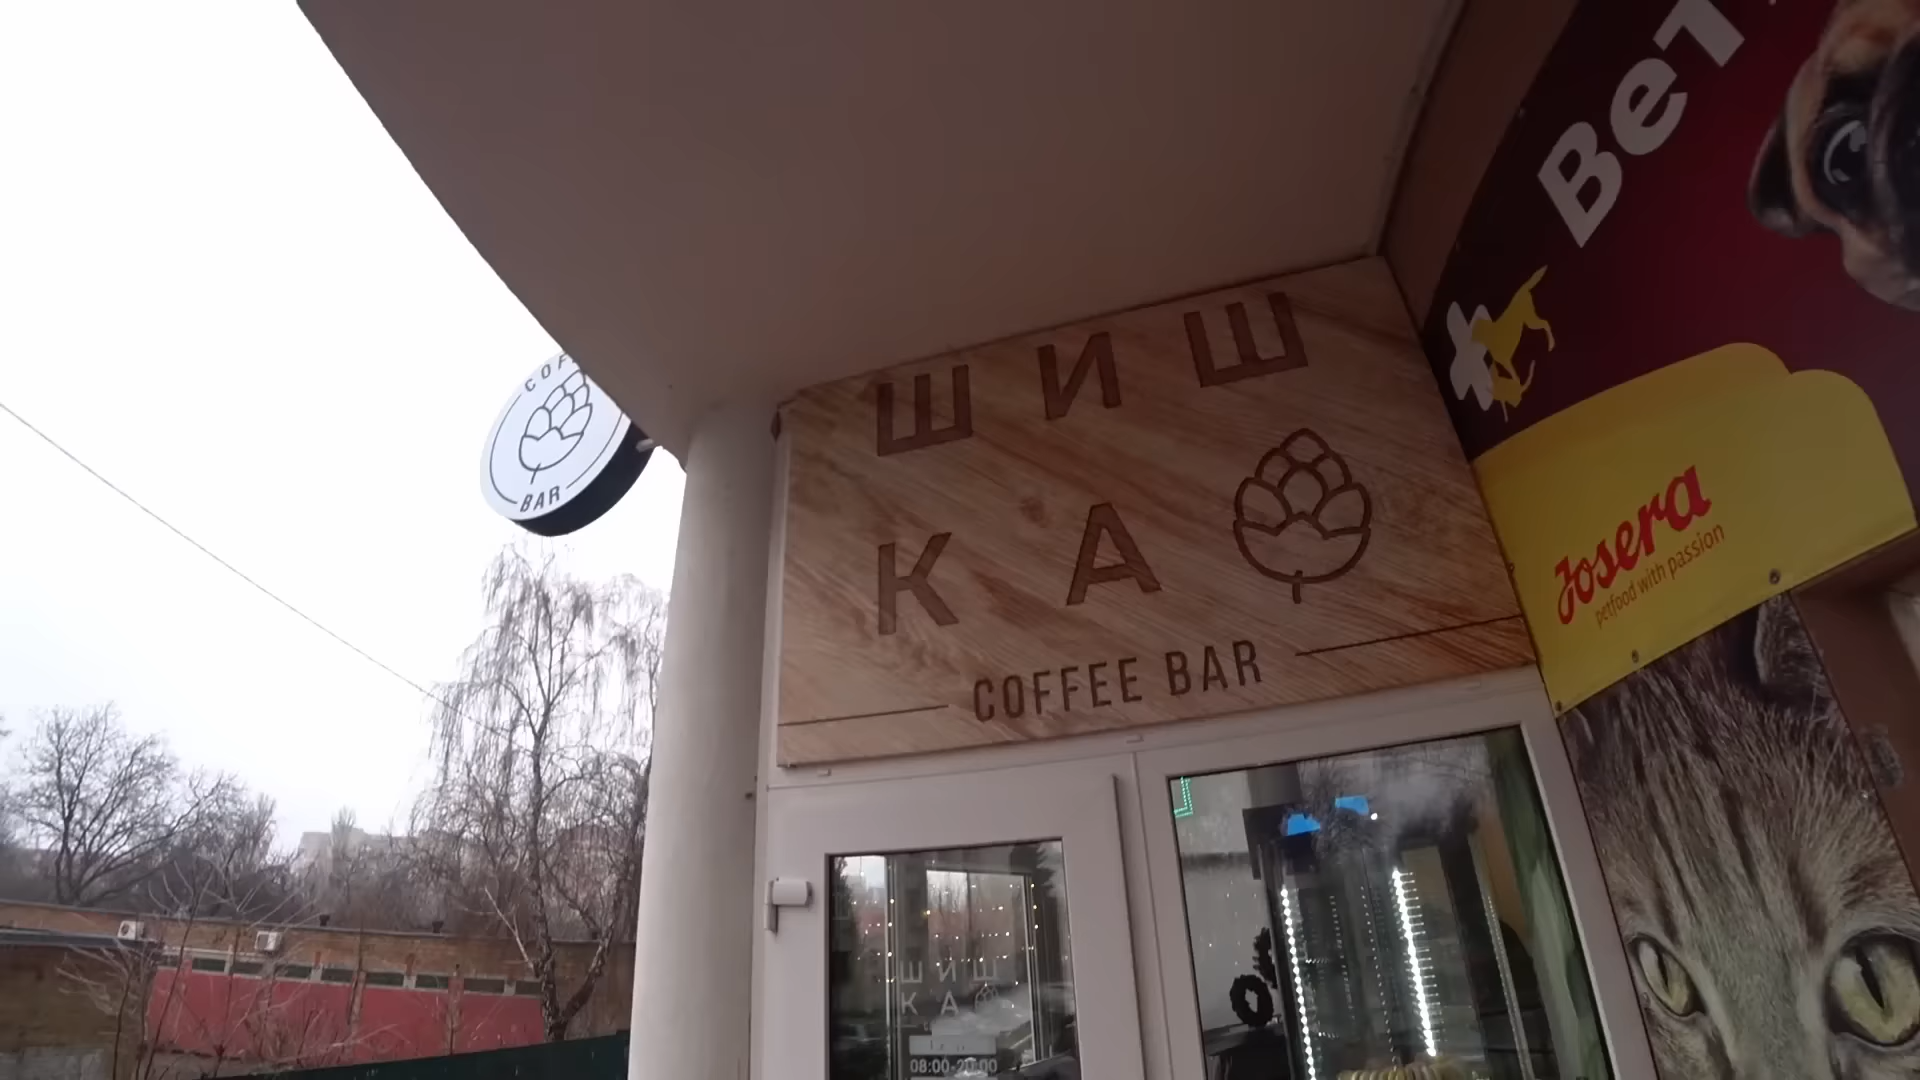 BAR
ШИШ
КА
COFFEE BAR
Вет
Josera
petfood with passion
ШИШ
КА
08:00-20:00